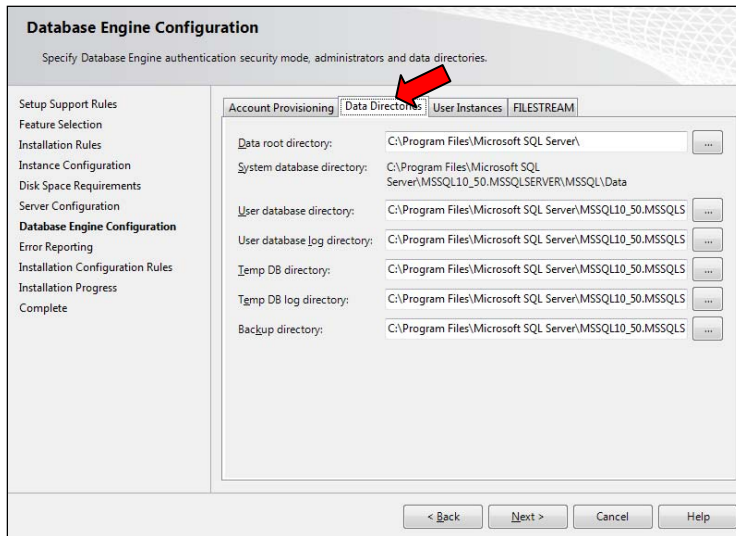 Database Engine Configuration
Specify Database Engine authentication security mode, administrators and data directories.
Setup Support Rules
Feature Selection
Installation Rules
Instance Configuration
Disk Space Requirements
Server Configuration
Database Engine Configuration
Error Reporting
Installation Configuration Rules
Installation Progress
Complete
Account Provisioning Data Directories User Instances FILESTREAM
Data root directory: C:\Program Files\Microsoft SQL Server\ ...
System database directory: C:\Program Files\Microsoft SQL
Server\MSSQL10_50.MSSQLSERVER\MSSQL\Data
User database directory: C:\Program Files\Microsoft SQL Server\MSSQL10_50.MSSQLS ...
User database log directory: C:\Program Files\Microsoft SQL Server\MSSQL10_50.MSSQLS ...
Temp DB directory: C:\Program Files\Microsoft SQL Server\MSSQL10_50.MSSQLS ...
Temp DB log directory: C:\Program Files\Microsoft SQL Server\MSSQL10_50.MSSQLS ...
Backup directory: C:\Program Files\Microsoft SQL Server\MSSQL10_50.MSSQLS ...
< Back Next > Cancel Help